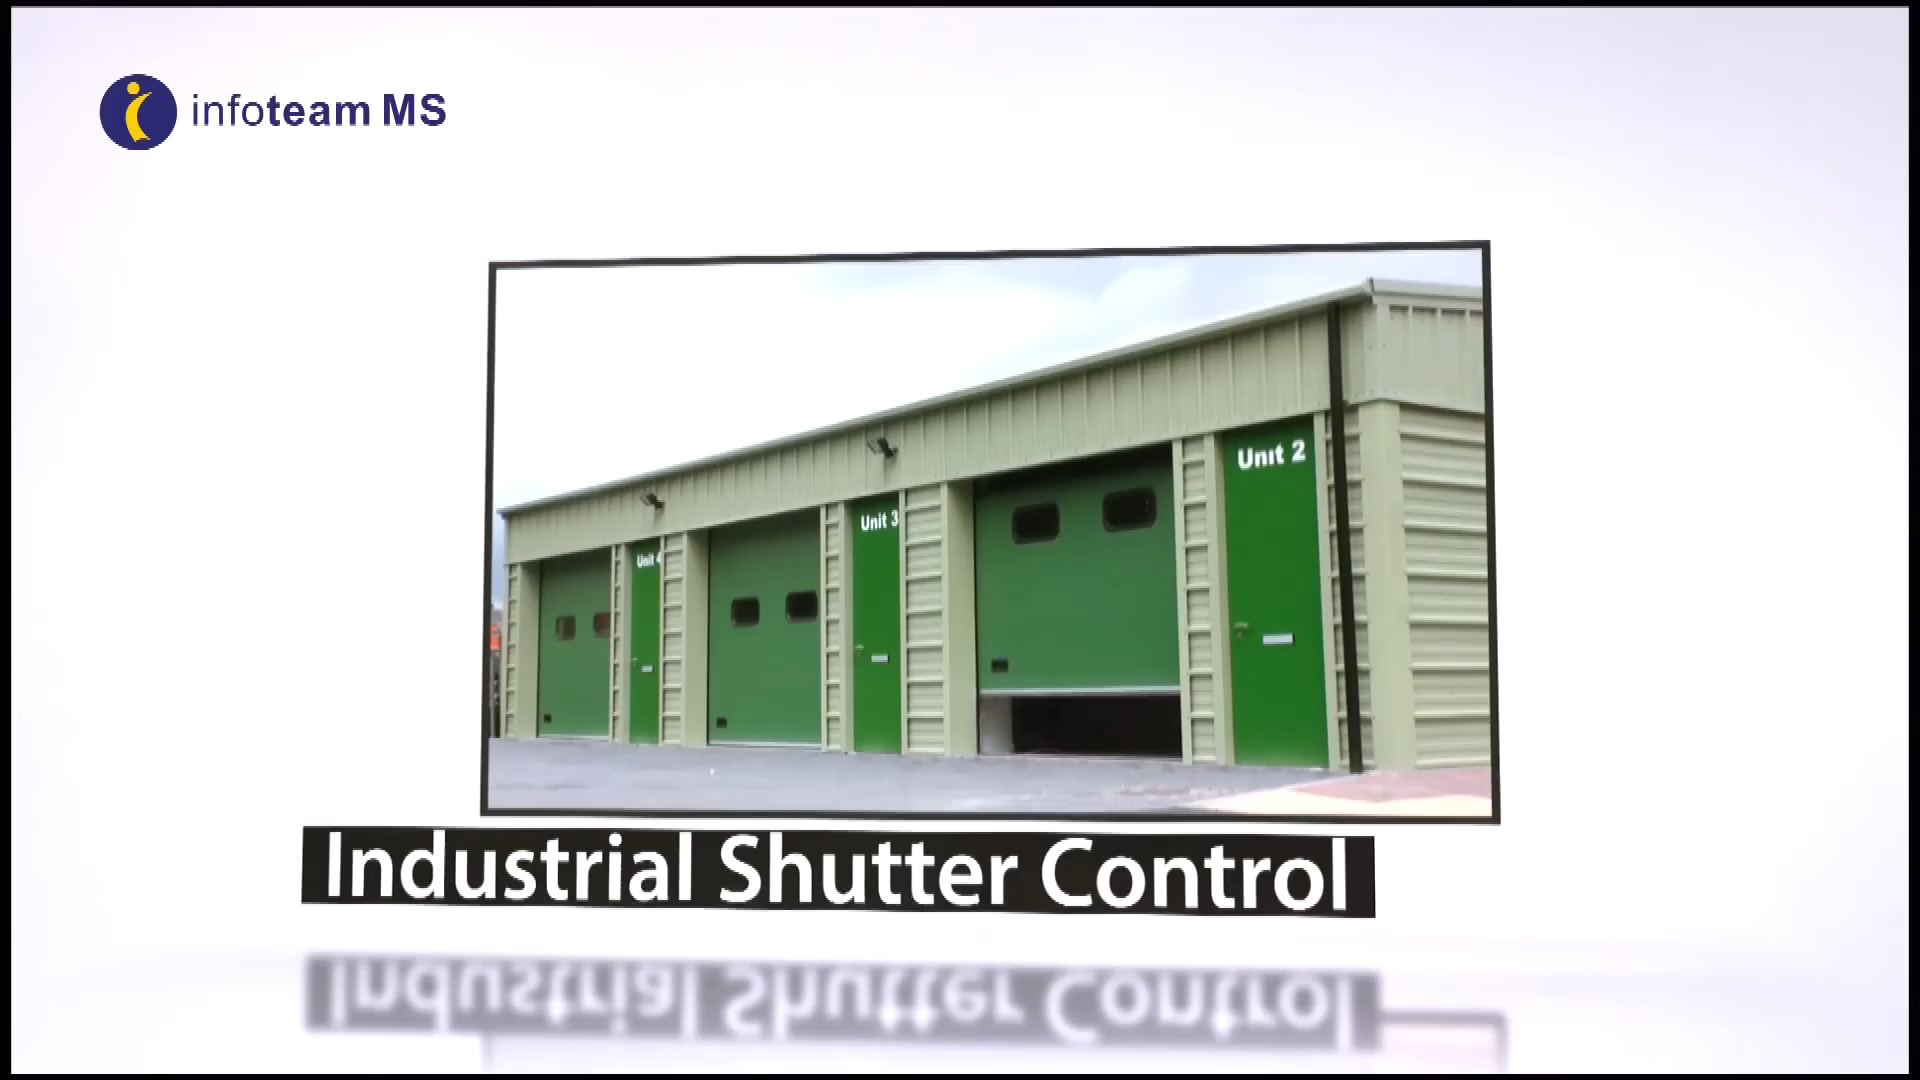 infoteam MS
Unit 2
Unit 3
Unit 4
Industrial Shutter Control